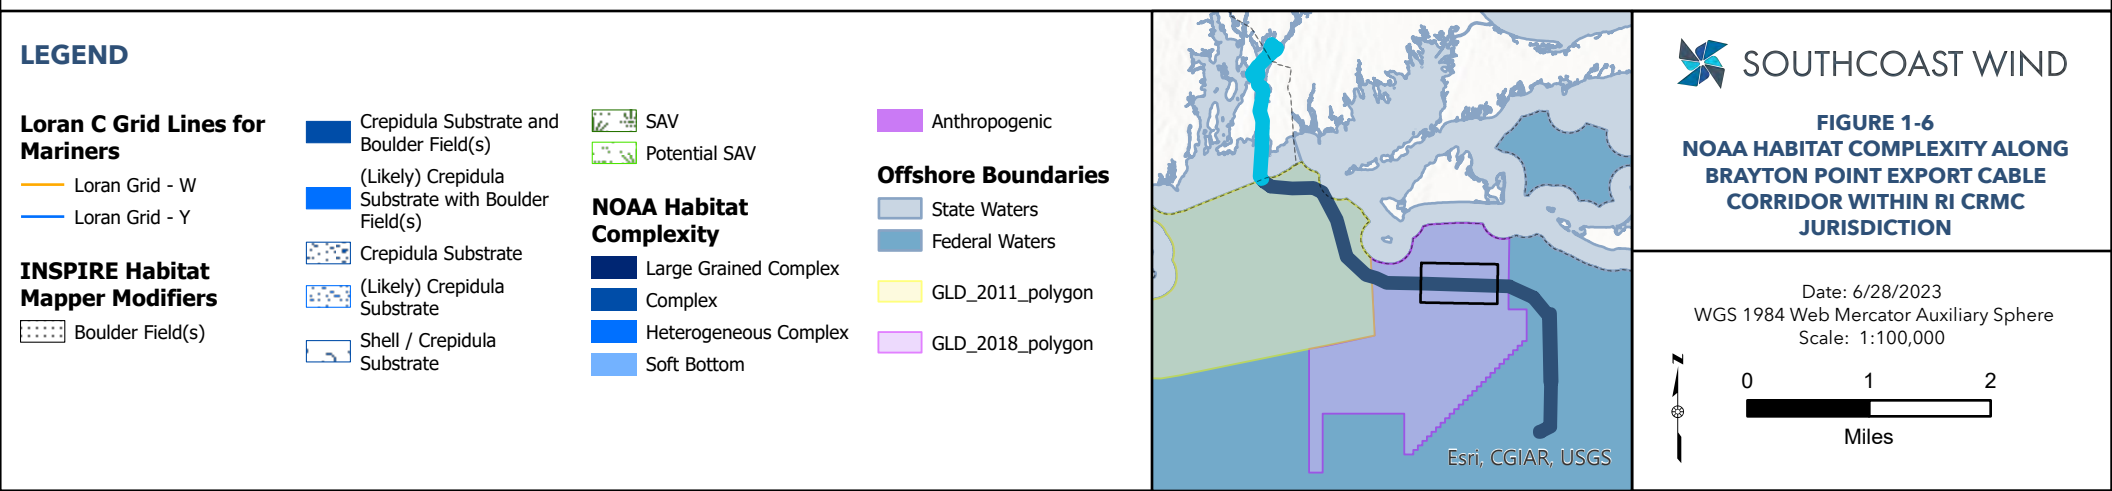 LEGEND
Loran C Grid Lines for
Mariners
Loran Grid - W
Loran Grid - Y
INSPIRE Habitat
Mapper Modifiers
Boulder Field(s)
Crepidula Substrate and
Boulder Field(s)
(Likely) Crepidula
Substrate with Boulder
Field(s)
Crepidula Substrate
(Likely) Crepidula
Substrate
Shell / Crepidula
Substrate
SAV
Potential SAV
NOAA Habitat
Complexity
Large Grained Complex
Complex
Heterogeneous Complex
Soft Bottom
Anthropogenic
Offshore Boundaries
State Waters
Federal Waters
GLD_2011_polygon
GLD_2018_polygon
Esri, CGIAR, USGS
SOUTHCOAST WIND
FIGURE 1-6
NOAA HABITAT COMPLEXITY ALONG
BRAYTON POINT EXPORT CABLE
CORRIDOR WITHIN RI CRMC
JURISDICTION
Date: 6/28/2023
WGS 1984 Web Mercator Auxiliary Sphere
Scale: 1:100,000
N
0 1 2
Miles